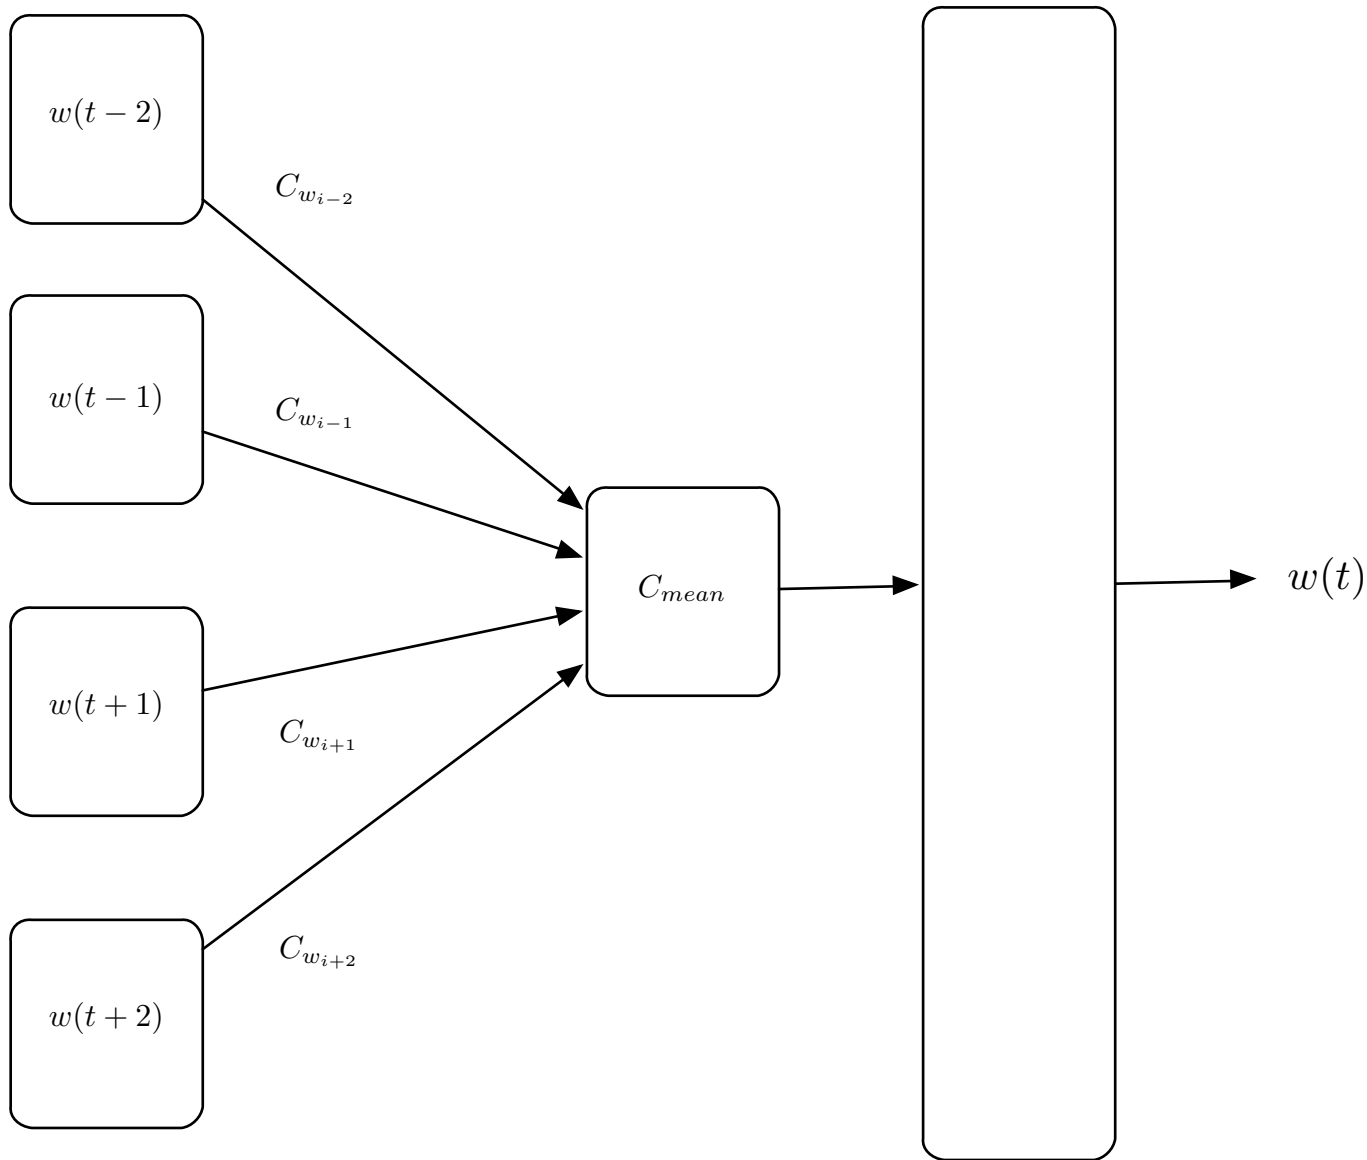 w(t − 2)
C_{w_{i−2}}
w(t − 1)
C_{w_{i−1}}
C_{mean}
w(t)
w(t + 1)
C_{w_{i+1}}
C_{w_{i+2}}
w(t + 2)